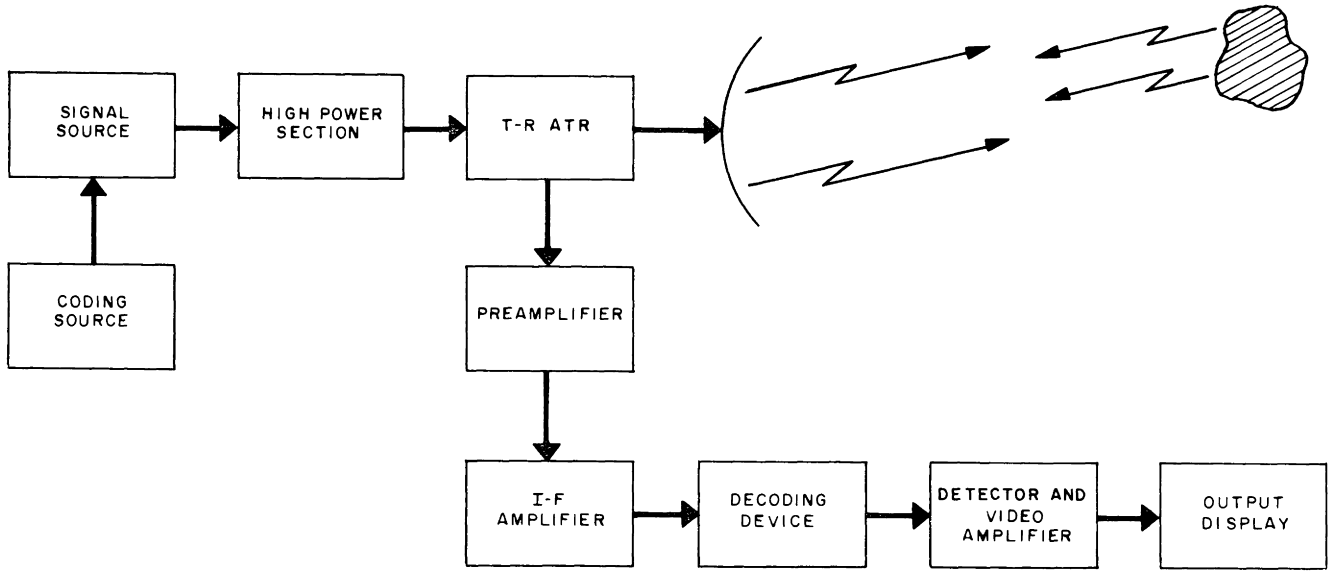 SIGNAL
SOURCE
HIGH POWER
SECTION
T-R ATR
CODING
SOURCE
PREAMPLIFIER
I-F
AMPLIFIER
DECODING
DEVICE
DETECTOR AND
VIDEO
AMPLIFIER
OUTPUT
DISPLAY